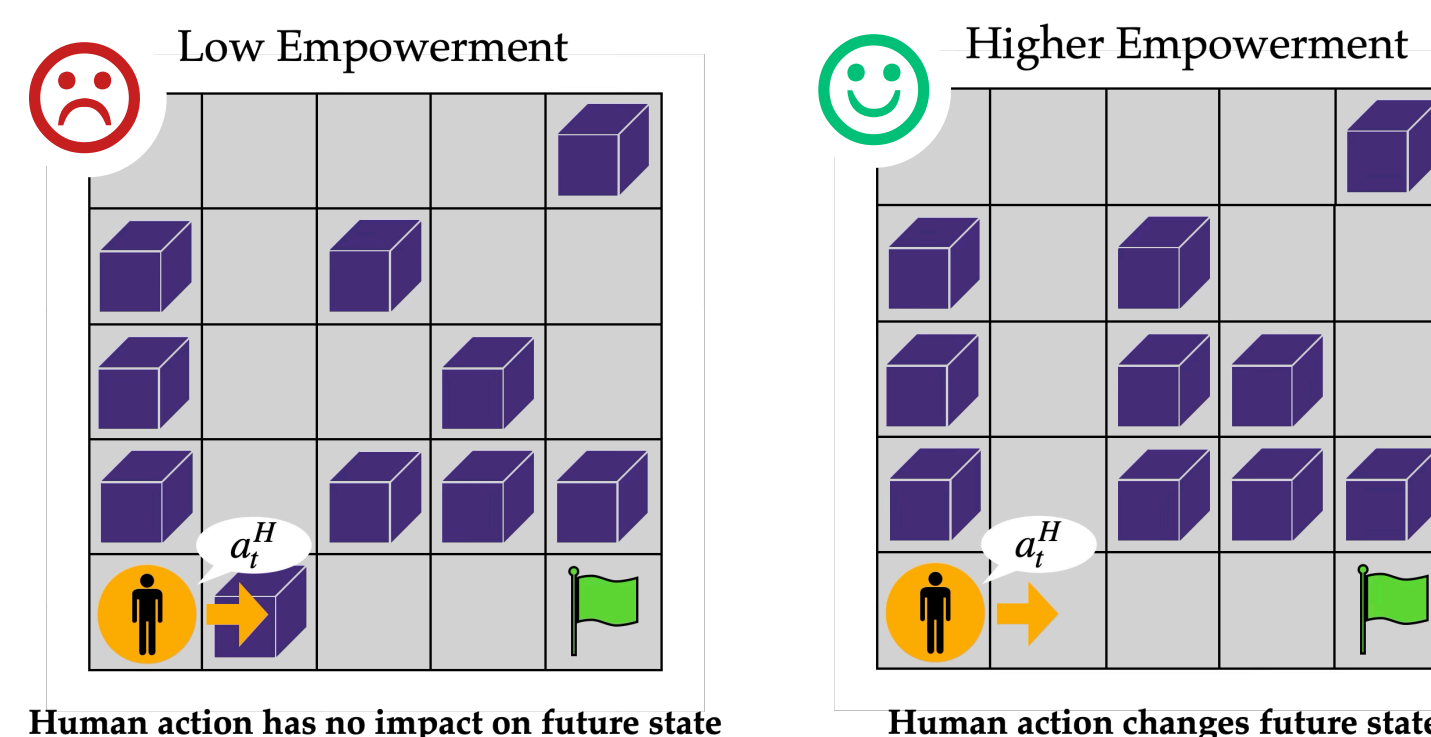 Low Empowerment
a_t^H
Human action has no impact on future state
Higher Empowerment
a_t^H
Human action changes future state